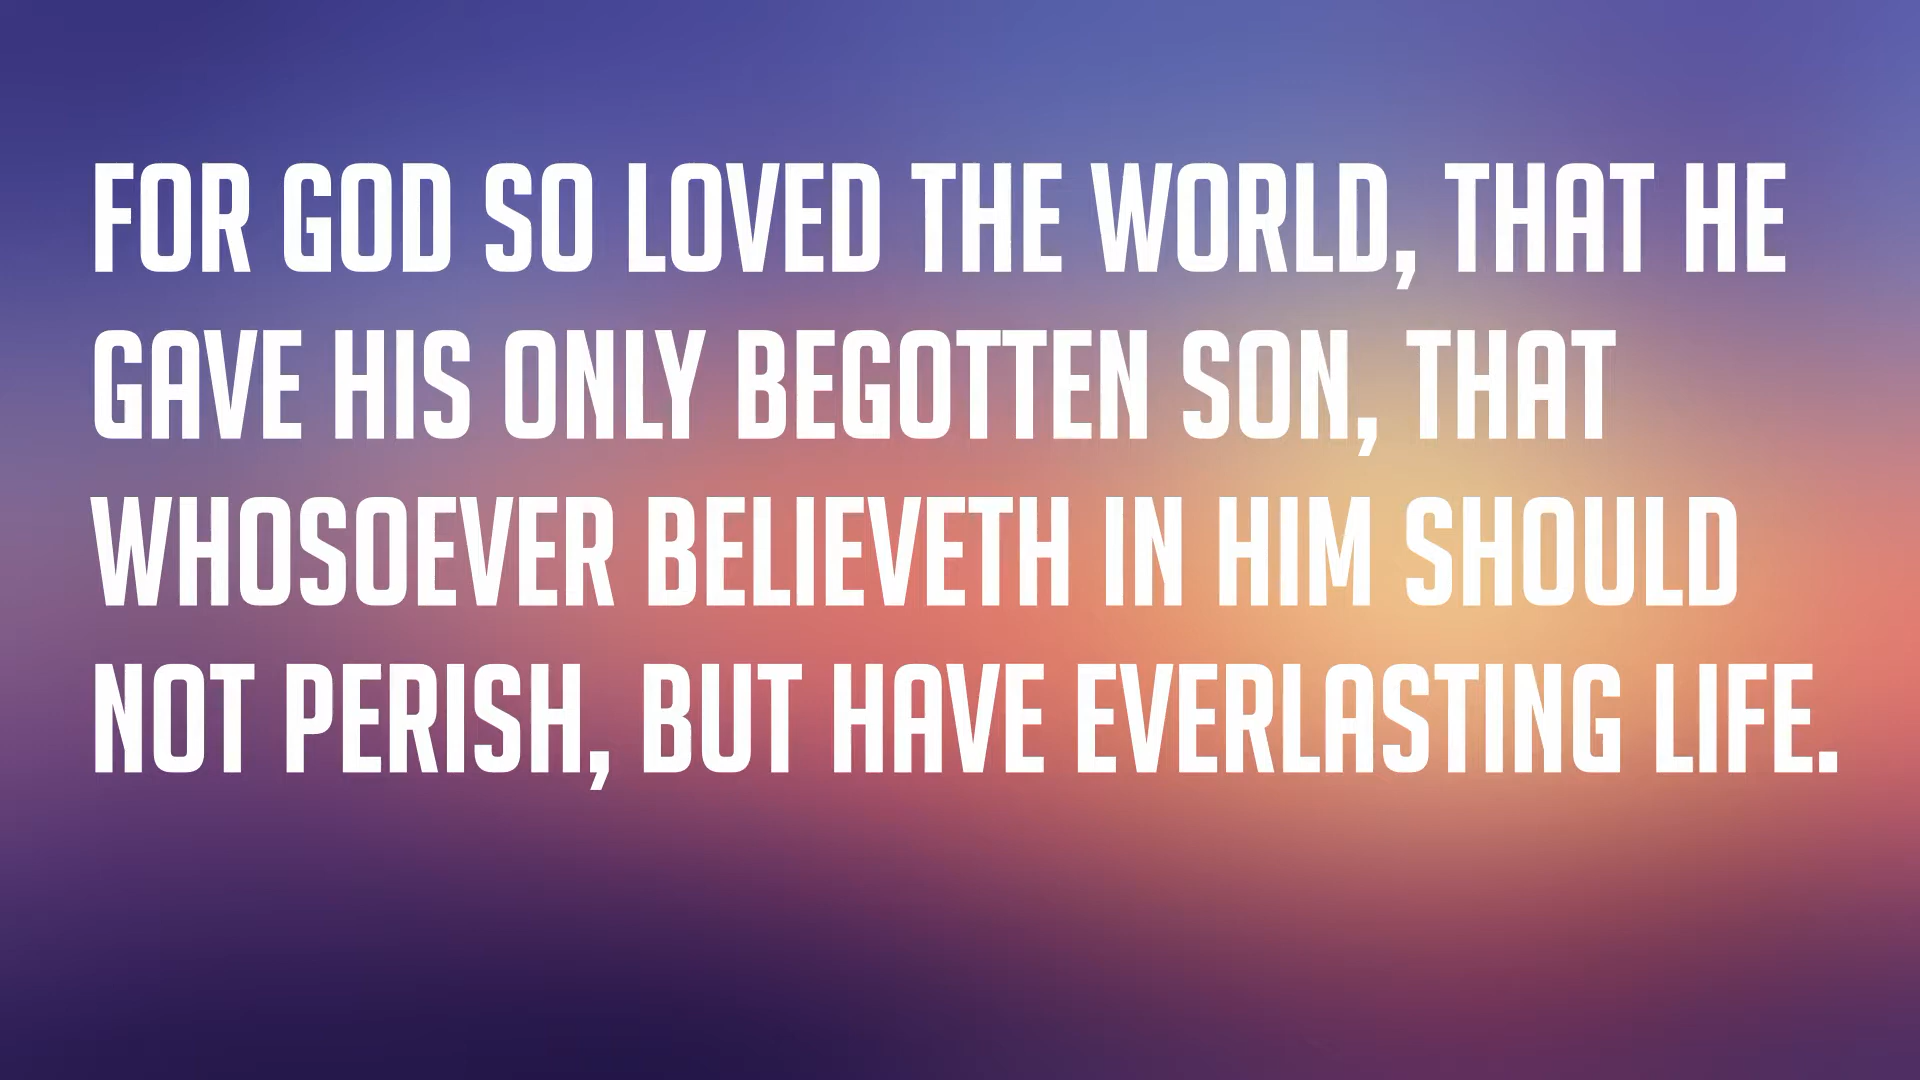 FOR GOD SO LOVED THE WORLD, THAT HE
GAVE HIS ONLY BEGOTTEN SON, THAT
WHOSOEVER BELIEVETH IN HIM SHOULD
NOT PERISH, BUT HAVE EVERLASTING LIFE.